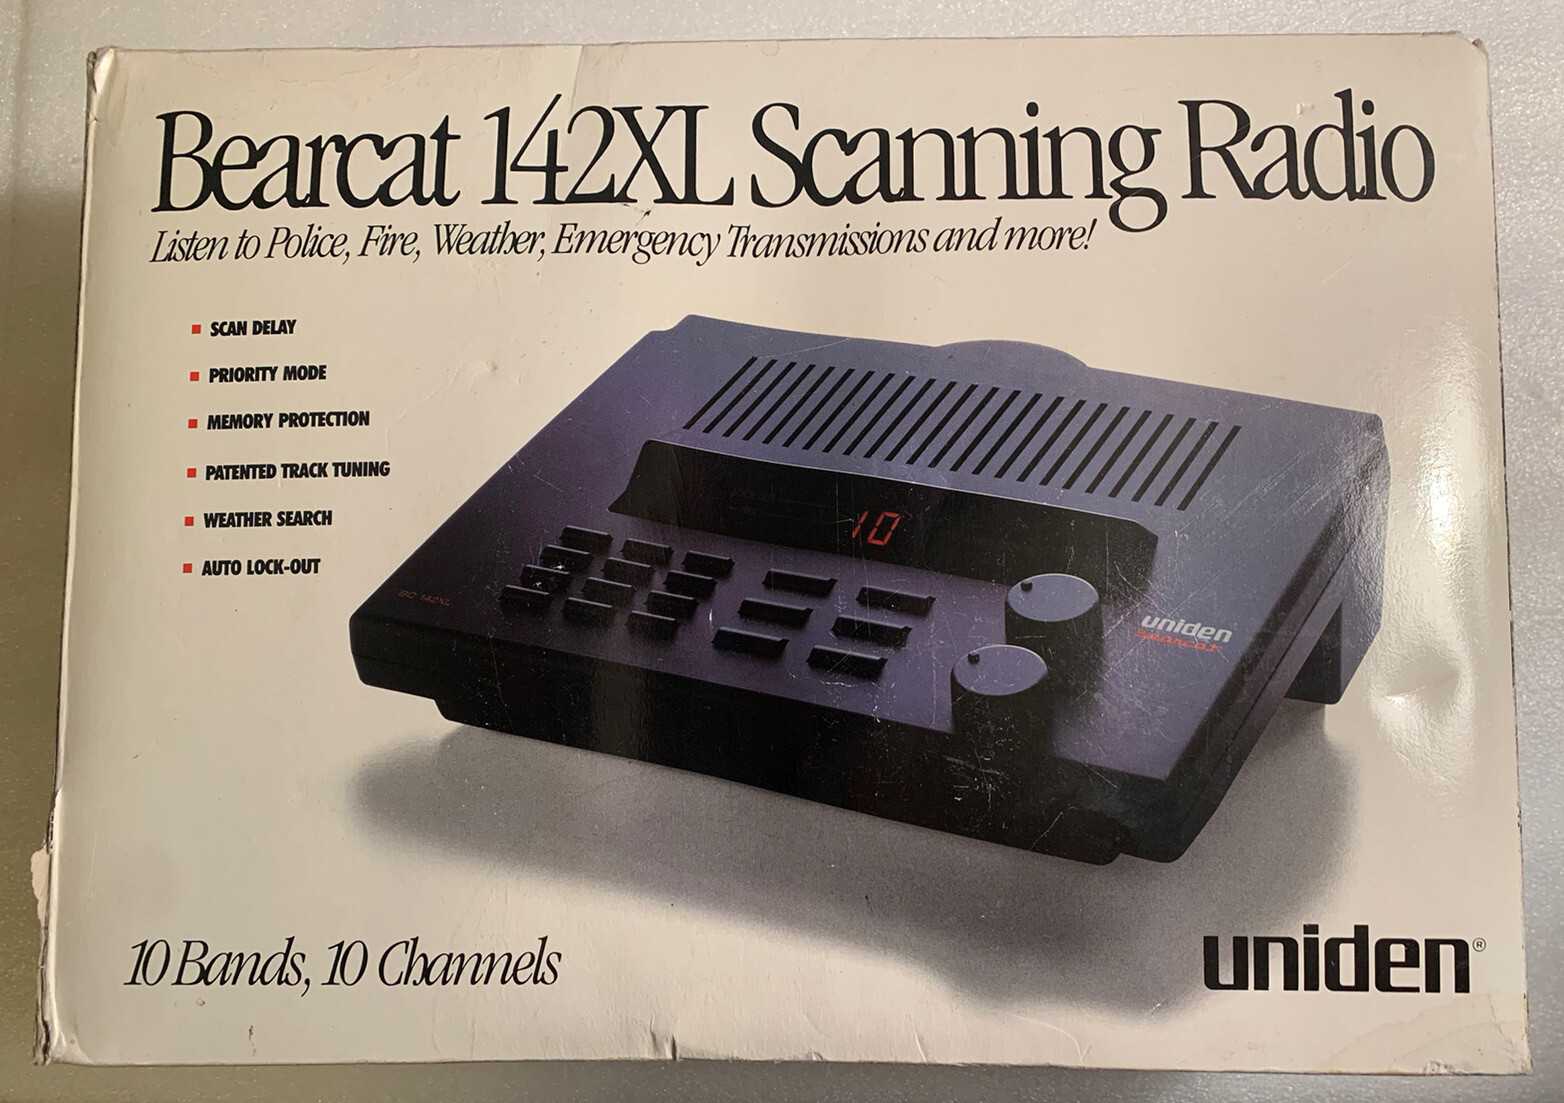 Bearcat 142XL Scanning Radio
Listen to Police, Fire, Weather, Emergency Transmissions and more!
SCAN DELAY
PRIORITY MODE
MEMORY PROTECTION
PATENTED TRACK TUNING
WEATHER SEARCH
AUTO LOCK-OUT
10
BC 142XL
uniden
bearcat
10 Bands, 10 Channels
uniden®